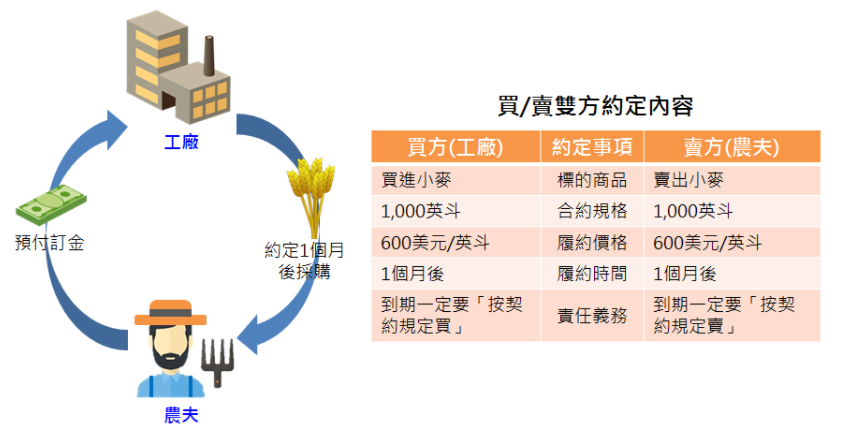 工廠
預付訂金
約定1個月
後採購
農夫
買/賣雙方約定內容
買方(工廠) 約定事項 賣方(農夫)
買進小麥 標的商品 賣出小麥
1,000英斗 合約規格 1,000英斗
600美元/英斗 履約價格 600美元/英斗
1個月後 履約時間 1個月後
到期一定要「按契
約規定買」 責任義務 到期一定要「按契
約規定賣」